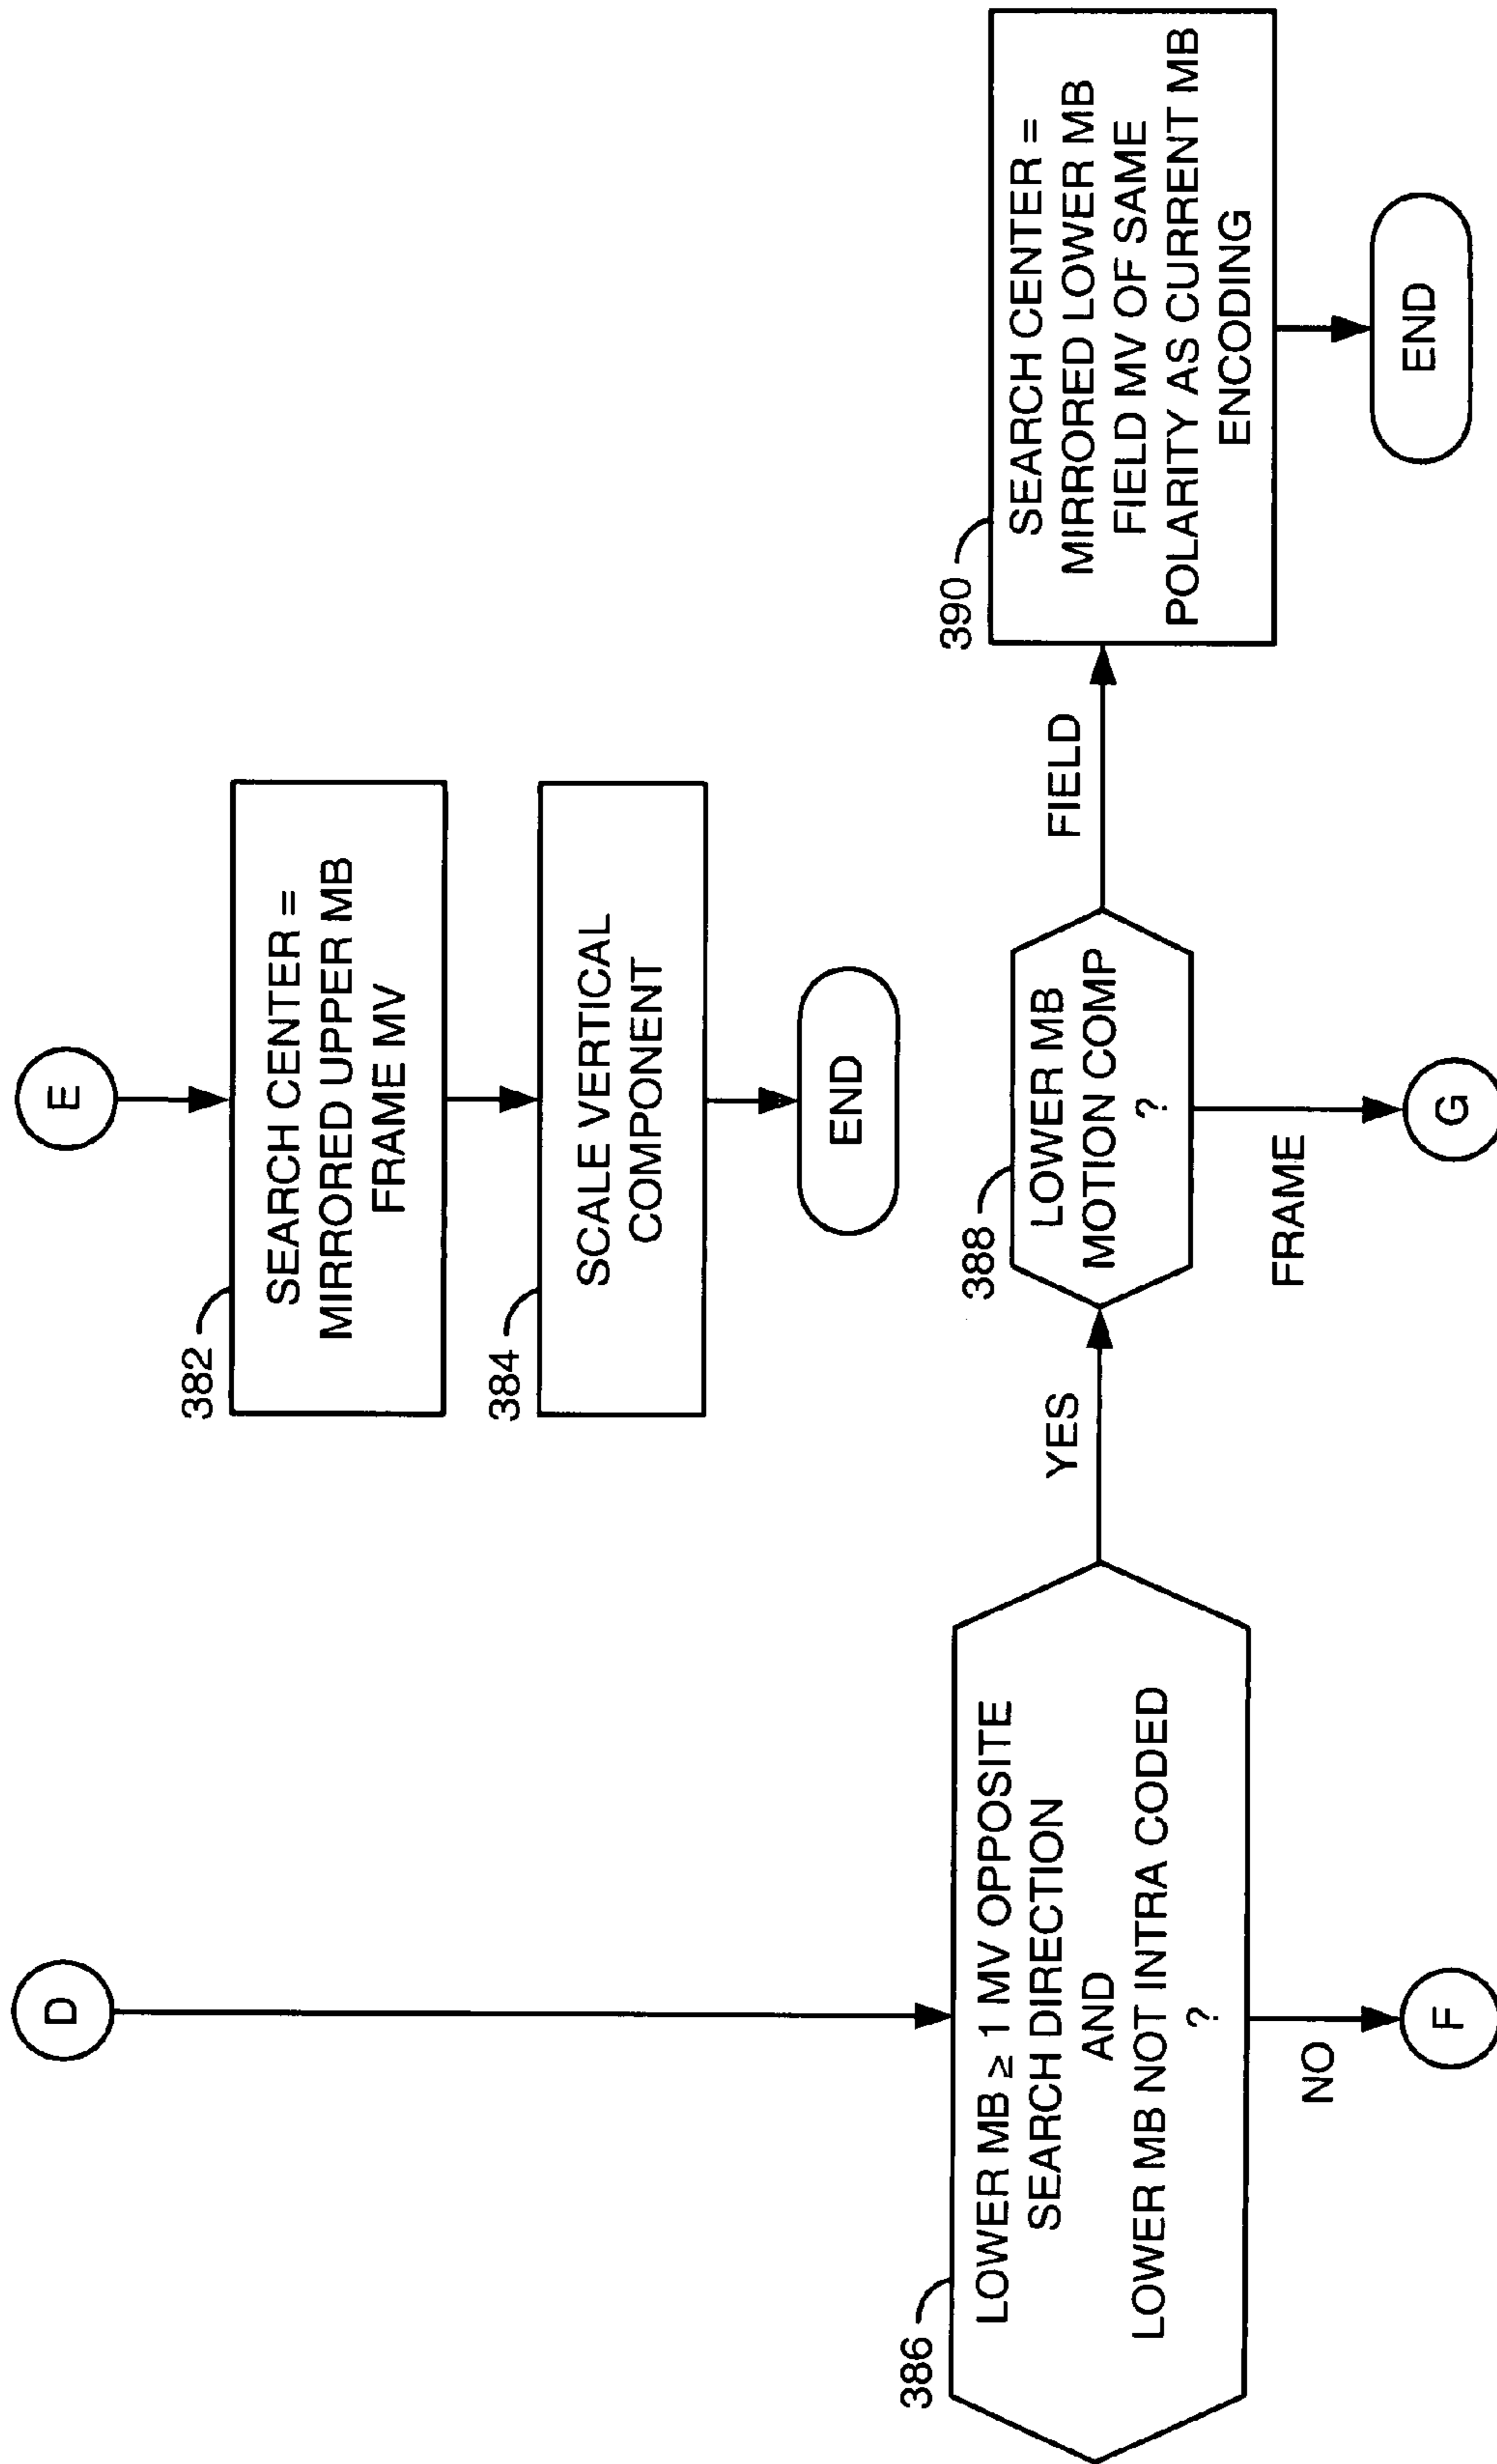 D
E
382
SEARCH CENTER =
MIRRORED UPPER MB
FRAME MV
384
SCALE VERTICAL
COMPONENT
END
386
LOWER MB ≥ 1 MV OPPOSITE
SEARCH DIRECTION
AND
LOWER MB NOT INTRA CODED
?
YES
NO
F
388
LOWER MB
MOTION COMP
?
FIELD
FRAME
G
390
SEARCH CENTER =
MIRRORED LOWER MB
FIELD MV OF SAME
POLARITY AS CURRENT MB
ENCODING
END